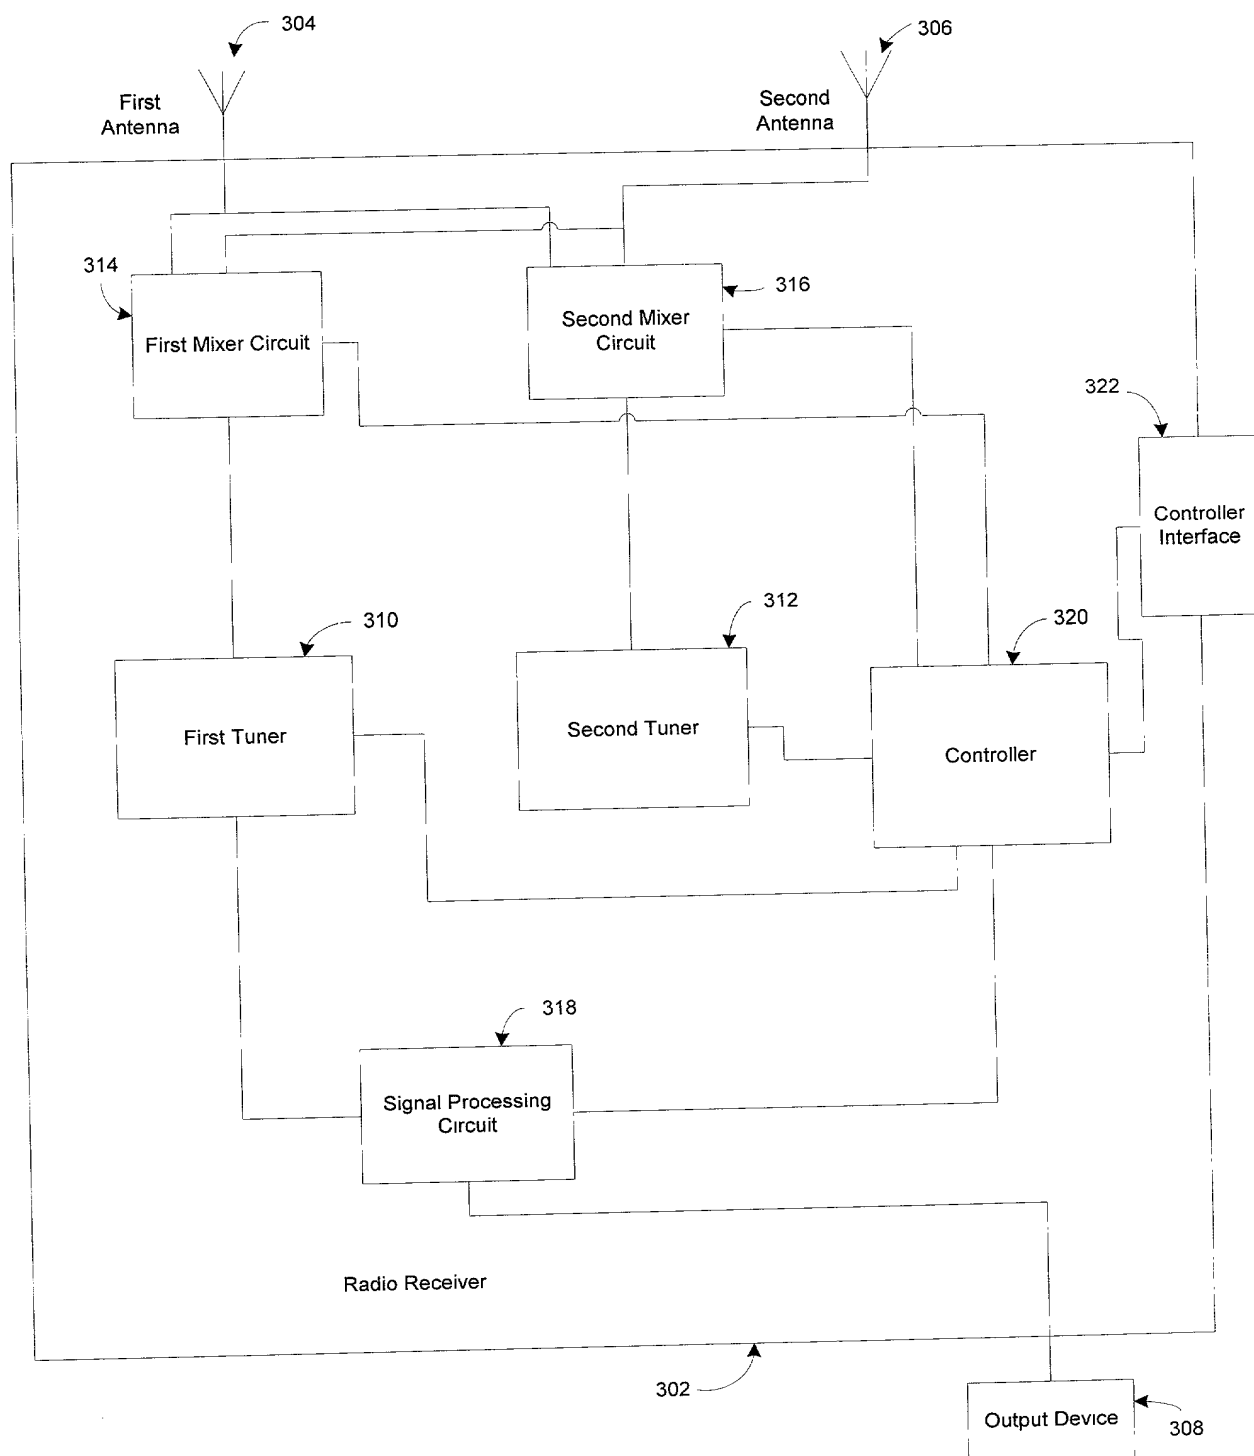 304
306
First
Antenna
Second
Antenna
314
316
First Mixer Circuit
Second Mixer
Circuit
322
Controller
Interface
310
312
320
First Tuner
Second Tuner
Controller
318
Signal Processing
Circuit
Radio Receiver
302
Output Device
308